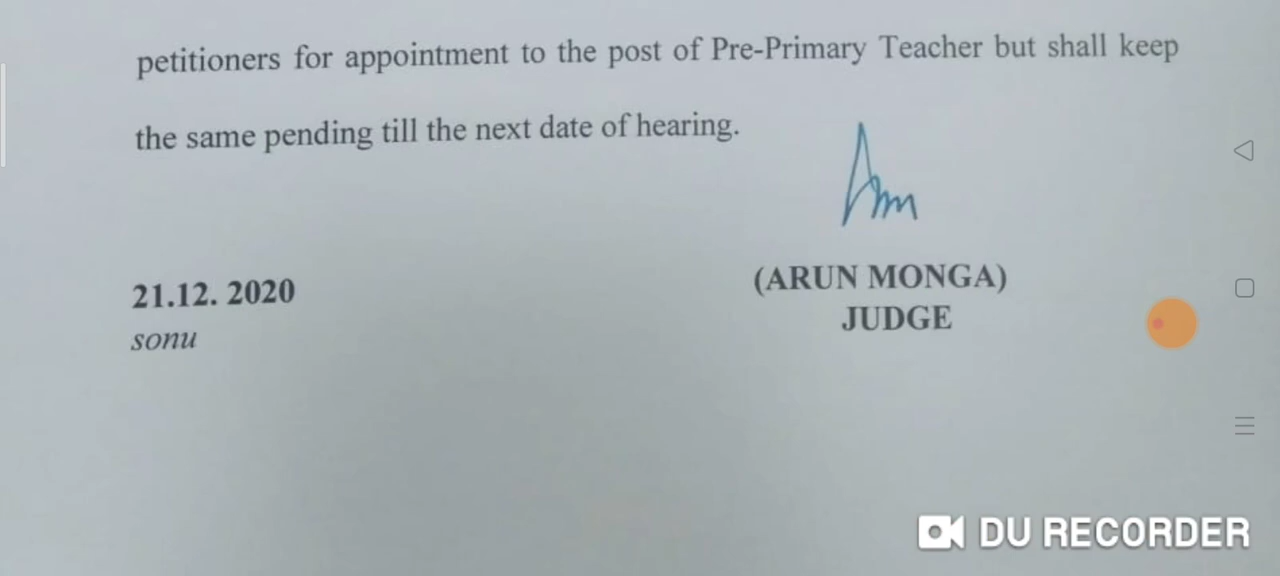 petitioners for appointment to the post of Pre-Primary Teacher but shall keep
the same pending till the next date of hearing.
21.12. 2020
sonu
(ARUN MONGA)
JUDGE
DU RECORDER